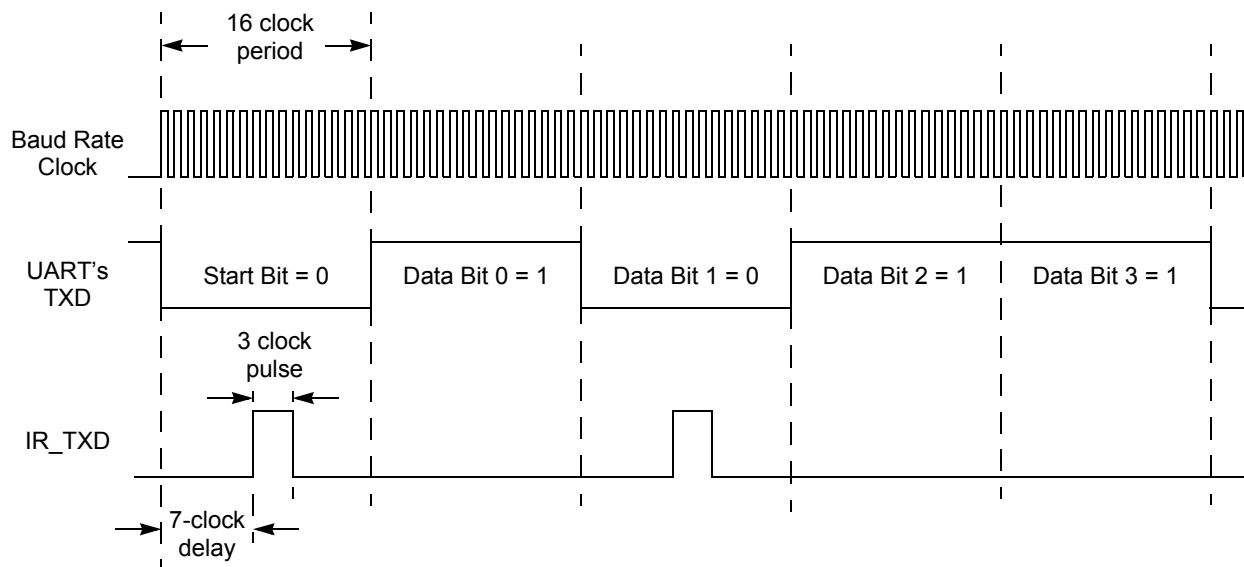 16 clock
period
Baud Rate
Clock
UART's
TXD
Start Bit = 0
Data Bit 0 = 1
Data Bit 1 = 0
Data Bit 2 = 1
Data Bit 3 = 1
3 clock
pulse
IR_TXD
7-clock
delay